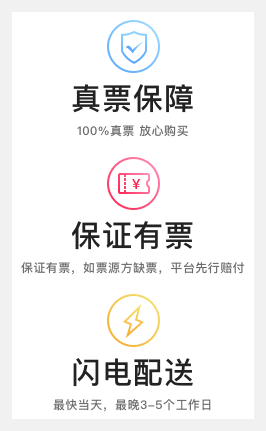 真票保障
100%真票 放心购买
¥
保证有票
保证有票，如票源方缺票，平台先行赔付
闪电配送
最快当天，最晚3-5个工作日